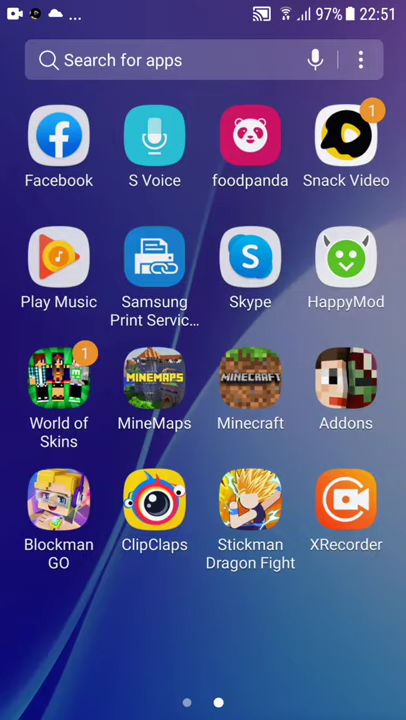 ... 97% 22:51
Search for apps
1
Facebook S Voice foodpanda Snack Video
Play Music Samsung Print Servic... Skype HappyMod
1
MINEMAPS MINECRAFT
World of Skins MineMaps Minecraft Addons
Blockman GO ClipClaps Stickman Dragon Fight XRecorder